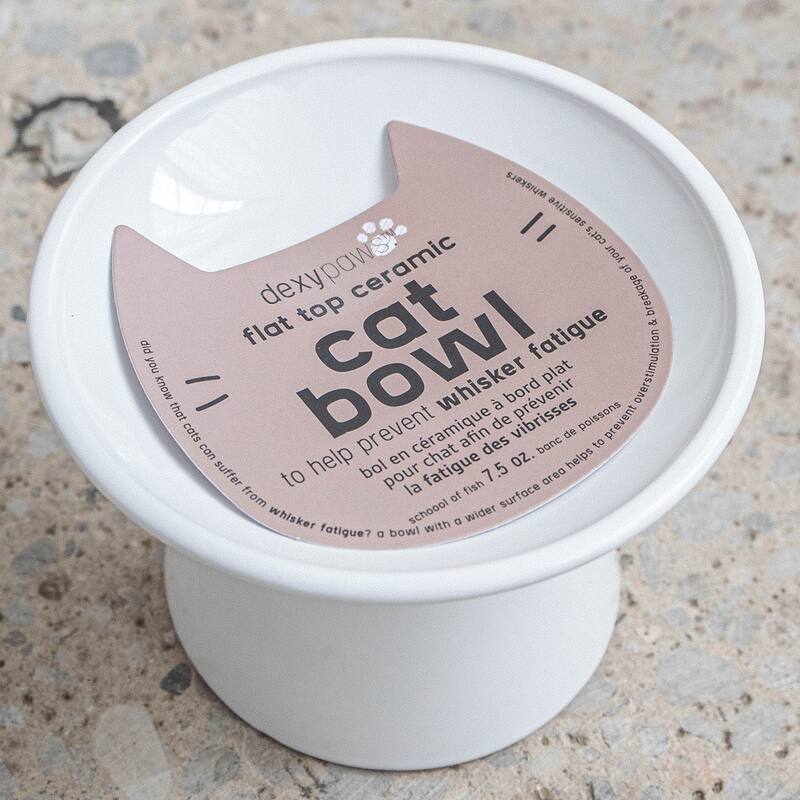 dexypaws
flat top ceramic
cat
bowl
to help prevent whisker fatigue
bol en céramique à bord plat
pour chat afin de prévenir
la fatigue des vibrisses
schoool of fish 7.5 oz. banc de poissons
did you know that cats can suffer from whisker fatigue? a bowl with a wider surface area helps to prevent overstimulation & breakage of your cat's sensitive whiskers